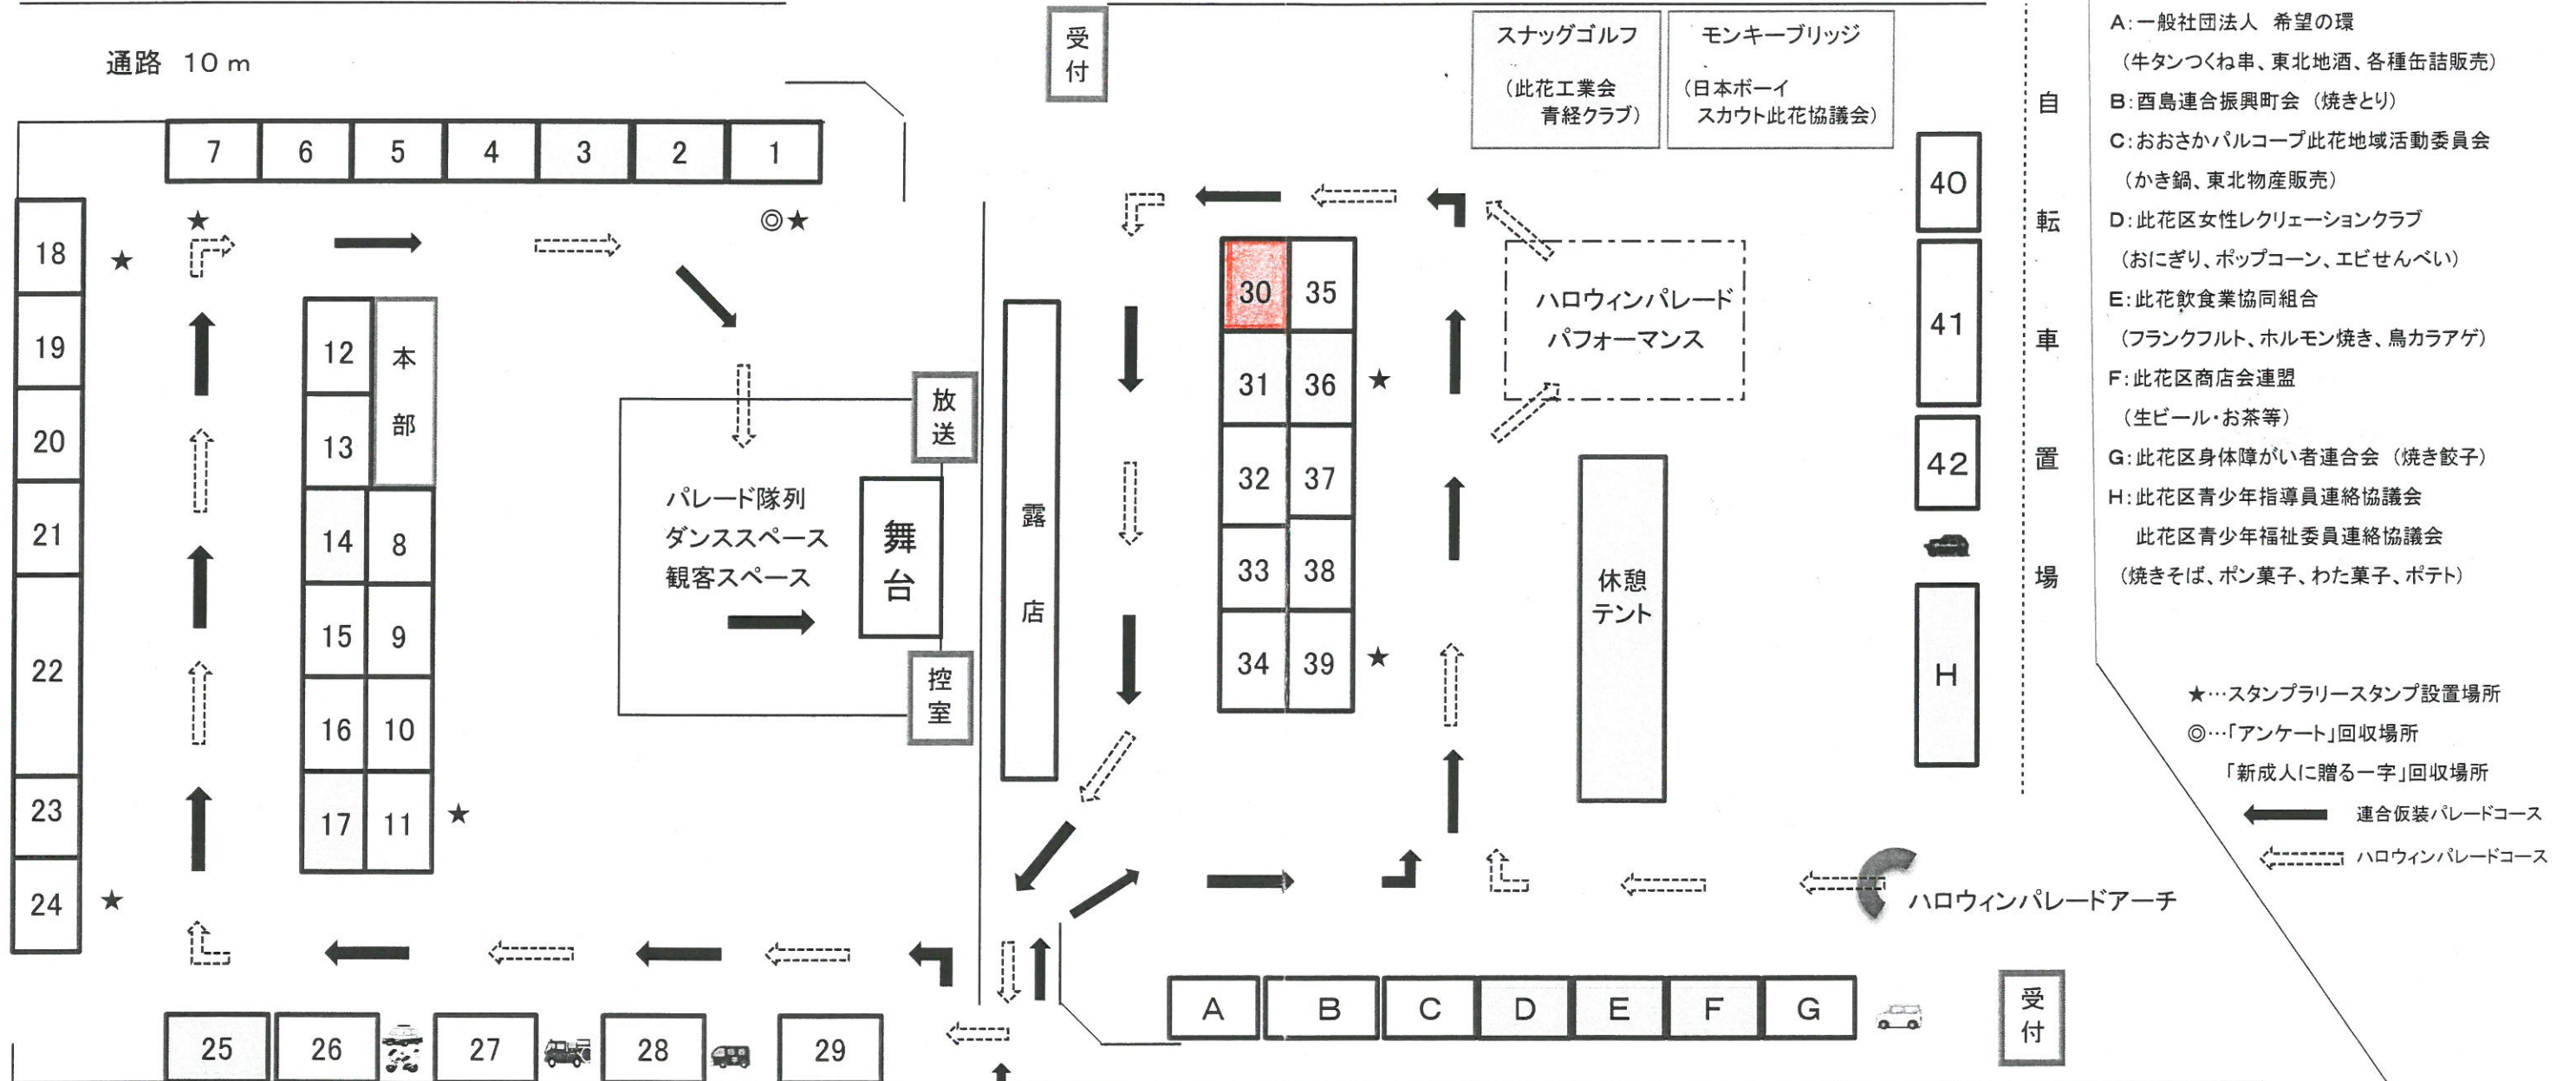 通路 10m
受付
スナッグゴルフ
(此花工業会
青経クラブ)
モンキーブリッジ
(日本ボーイ
スカウト此花協議会)
7 6 5 4 3 2 1
18
19
20
21
22
23
24
12
13
14
15
16
17
本部
8
9
10
11
★
★
◎★
★
★
放送
パレード隊列
ダンススペース
観客スペース
舞台
控室
露店
30 35
31 36 ★
32 37
33 38
34 39 ★
ハロウィンパレード
パフォーマンス
休憩
テント
40
41
42
H
自転車置場
ハロウィンパレードアーチ
25 26 27 28 29
A B C D E F G
受付
A:一般社団法人 希望の環
(牛タンつくね串、東北地酒、各種缶詰販売)
B:酉島連合振興町会 (焼きとり)
C:おおさかパルコープ此花地域活動委員会
(かき鍋、東北物産販売)
D:此花区女性レクリェーションクラブ
(おにぎり、ポップコーン、エビせんべい)
E:此花飲食業協同組合
(フランクフルト、ホルモン焼き、鳥カラアゲ)
F:此花区商店会連盟
(生ビール・お茶等)
G:此花区身体障がい者連合会 (焼き餃子)
H:此花区青少年指導員連絡協議会
此花区青少年福祉委員連絡協議会
(焼きそば、ポン菓子、わた菓子、ポテト)
★…スタンプラリースタンプ設置場所
◎…「アンケート」回収場所
「新成人に贈る一字」回収場所
連合仮装パレードコース
ハロウィンパレードコース